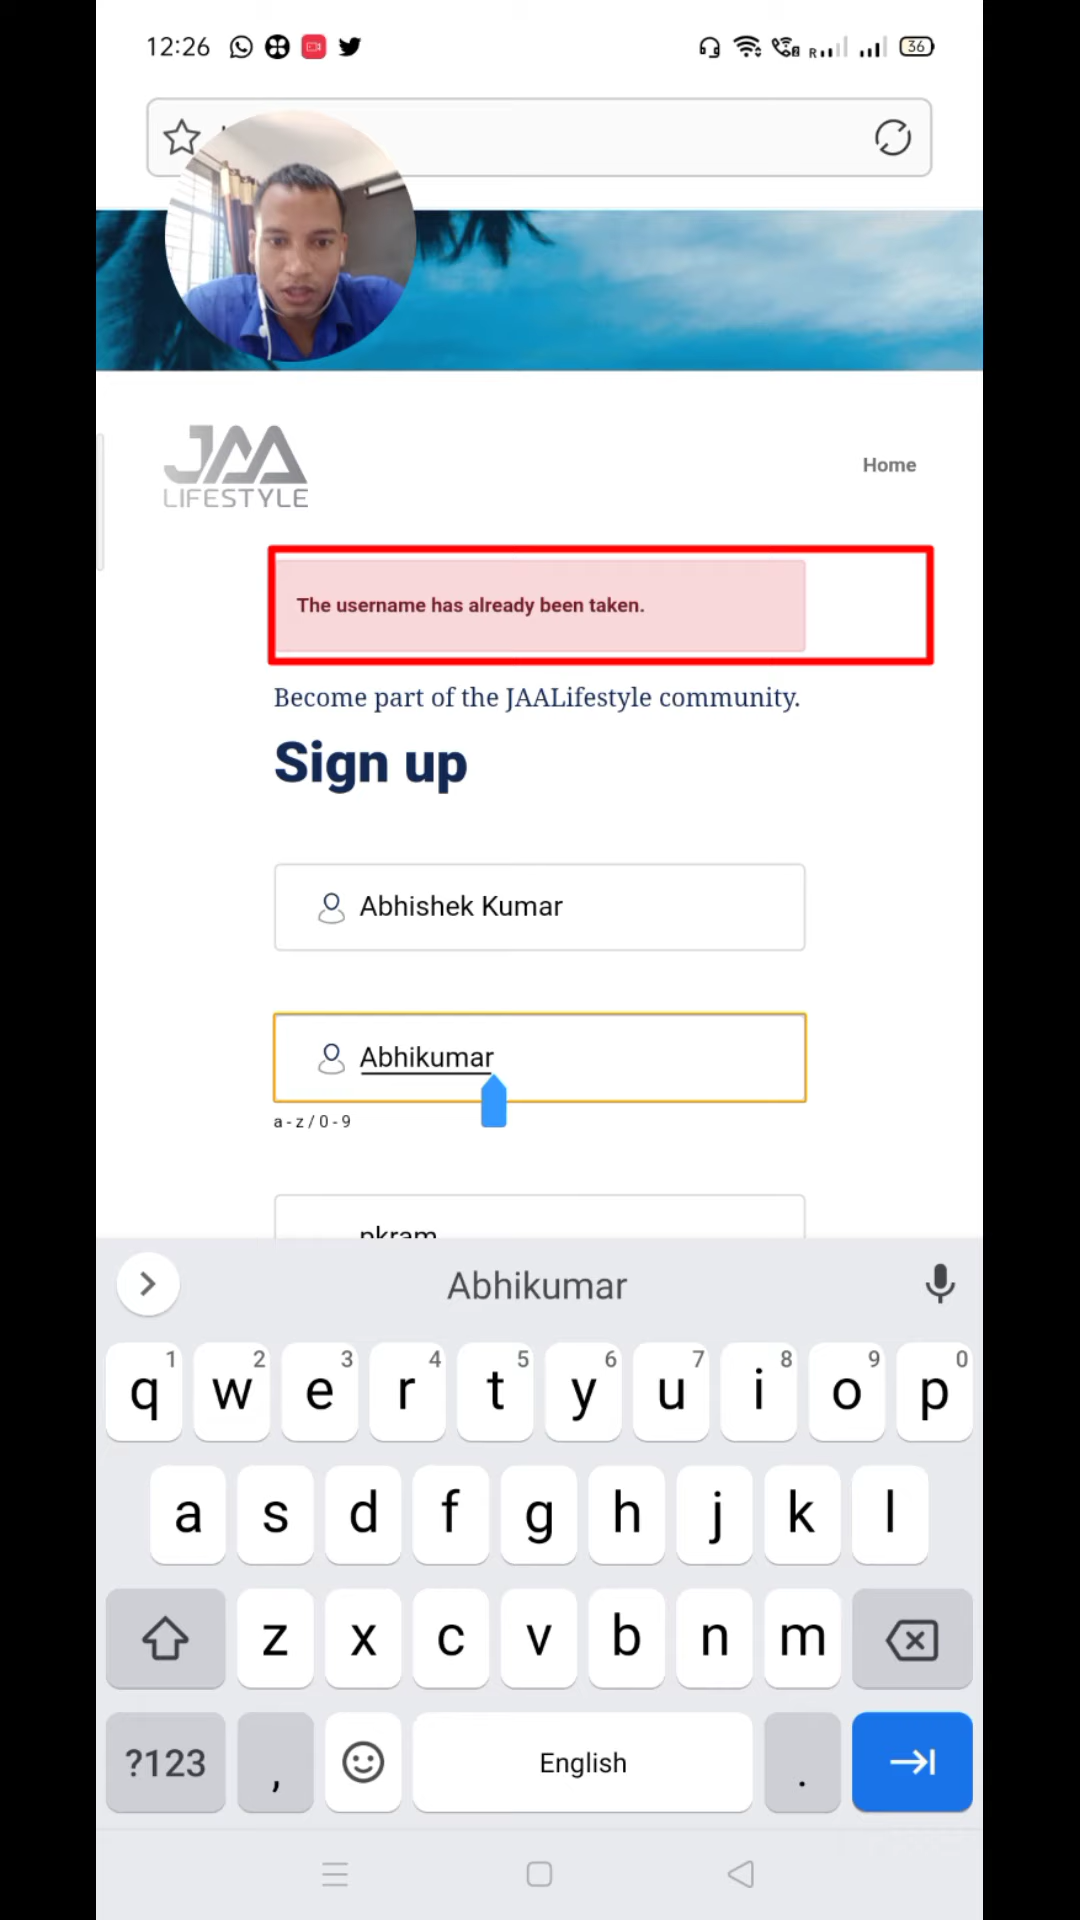 12:26
R
36
JAA
LIFESTYLE
Home
The username has already been taken.
Become part of the JAALifestyle community.
Sign up
Abhishek Kumar
Abhikumar
a - z / 0 - 9
pkram
Abhikumar
1 2 3 4 5 6 7 8 9 0
q w e r t y u i o p
a s d f g h j k l
z x c v b n m
?123 , English .